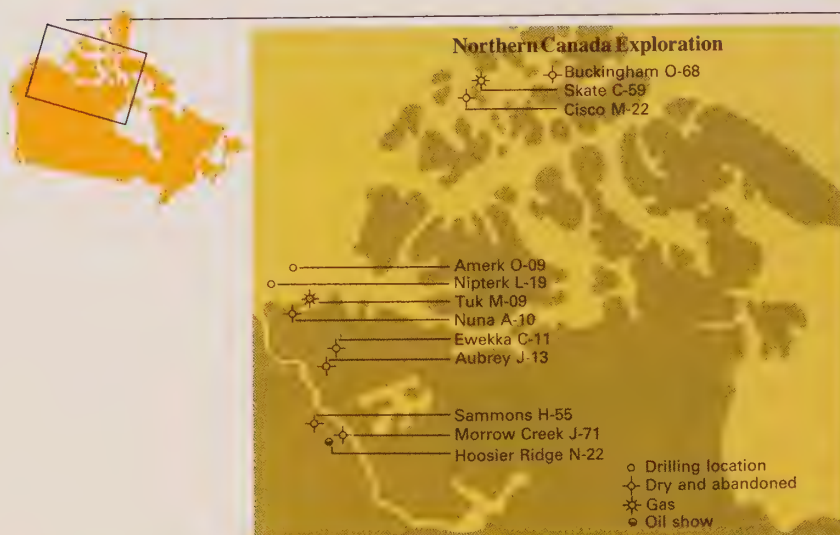 Northern Canada Exploration
Buckingham O-68
Skate C-59
Cisco M-22
Amerk O-09
Nipterk L-19
Tuk M-09
Nuna A-10
Ewekka C-11
Aubrey J-13
Sammons H-55
Morrow Creek J-71
Hoosier Ridge N-22
Drilling location
Dry and abandoned
Gas
Oil show